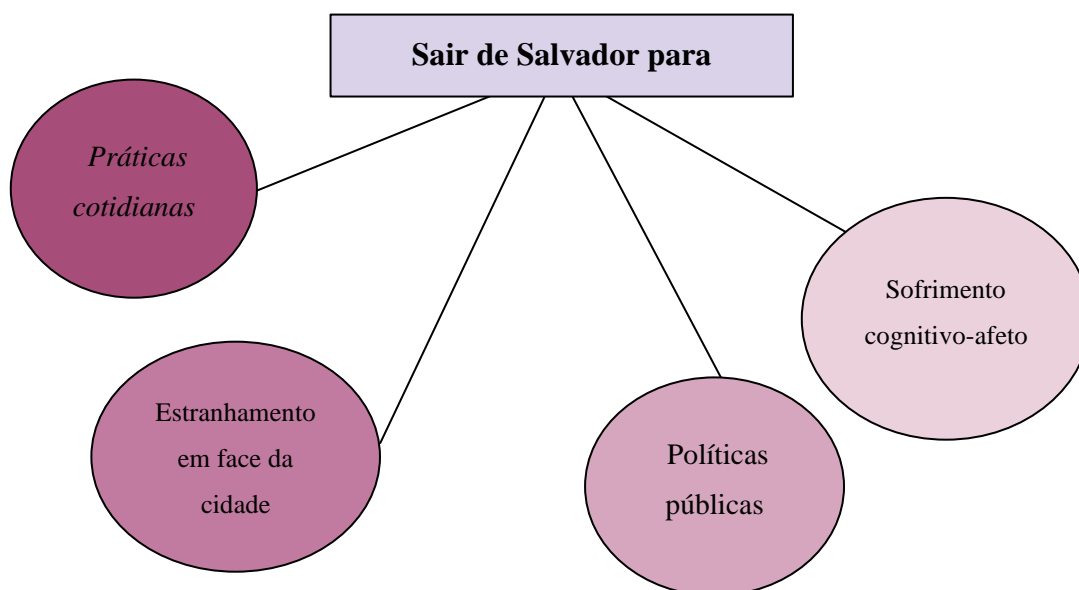 Sair de Salvador para
Práticas
cotidianas
Estranhamento
em face da
cidade
Políticas
públicas
Sofrimento
cognitivo-afeto